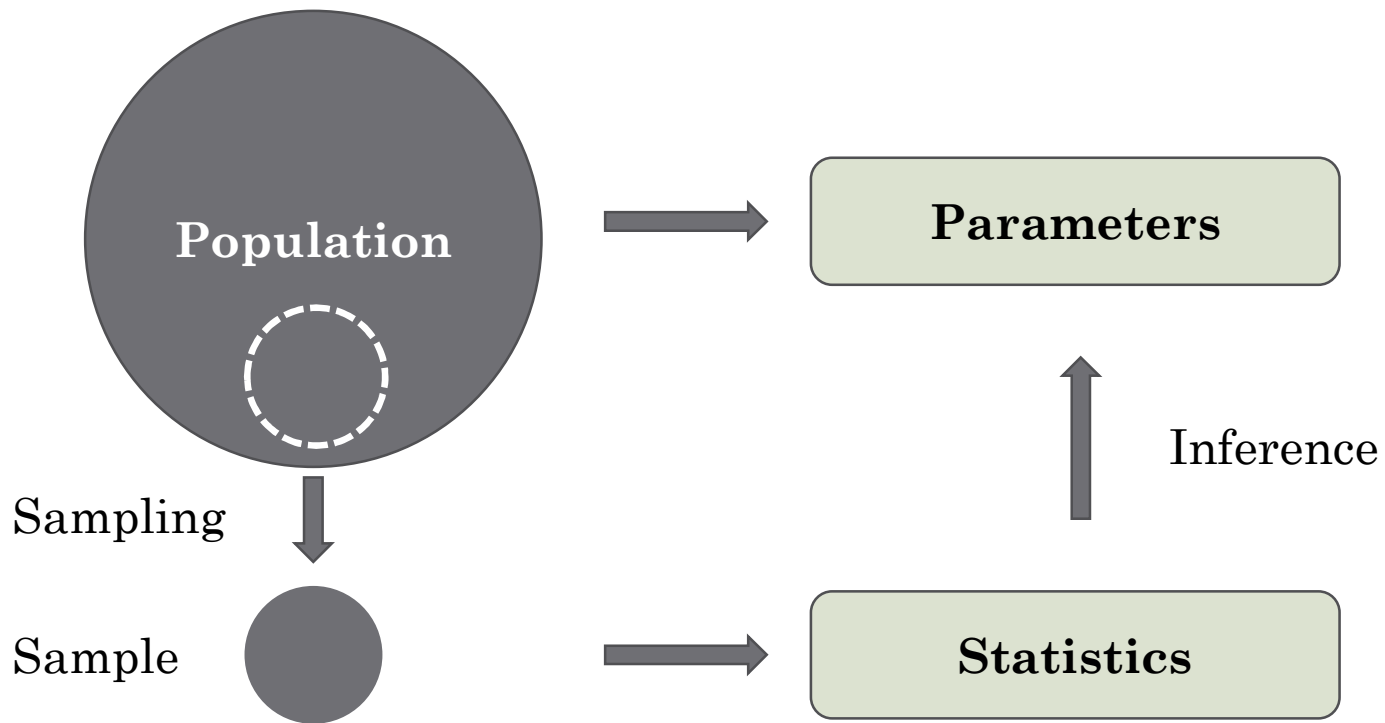 Population
Parameters
Inference
Sampling
Sample
Statistics